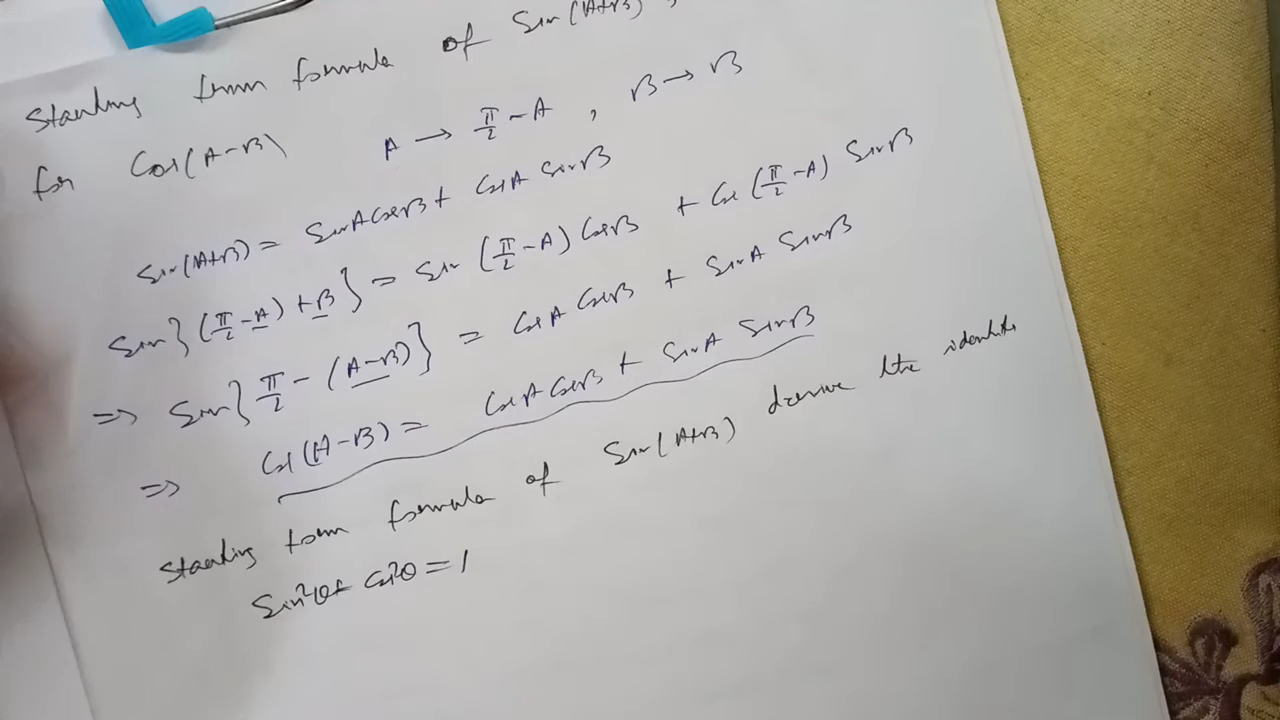 Starting from formula of Sin(A+B),
for Cos(A-B) A → π/2 - A , B → B
Sin(A+B) = SinA CosB + CosA SinB
Sin{(π/2 - A) + B} = Sin (π/2 - A) CosB + Cos (π/2 - A) SinB
⇒ Sin{π/2 - (A-B)} = CosA CosB + SinA SinB
⇒ Cos(A-B) = CosA CosB + SinA SinB
Starting from formula of Sin(A+B) derive the
Sin²θ + Cos²θ = 1